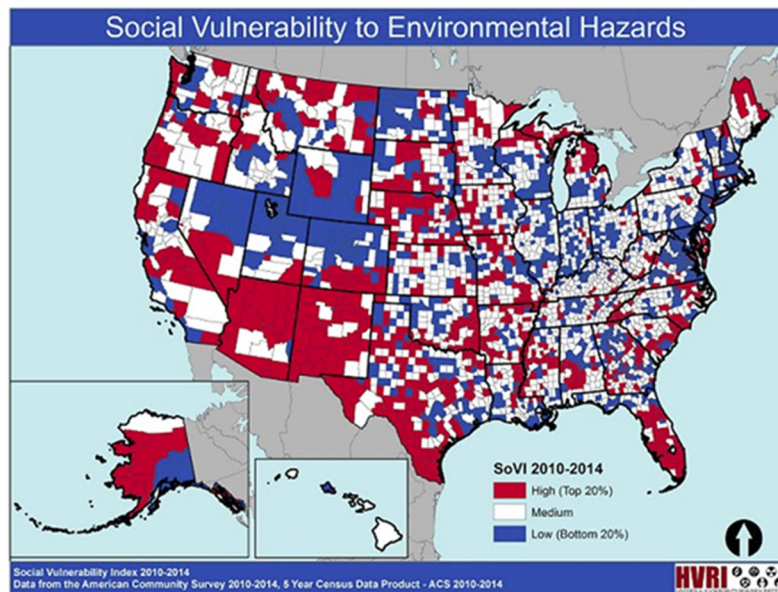 Social Vulnerability to Environmental Hazards
SoVI 2010-2014
High (Top 20%)
Medium
Low (Bottom 20%)
Social Vulnerability Index 2010-2014
Data from the American Community Survey 2010-2014, 5 Year Census Data Product - ACS 2010-2014
HVRI